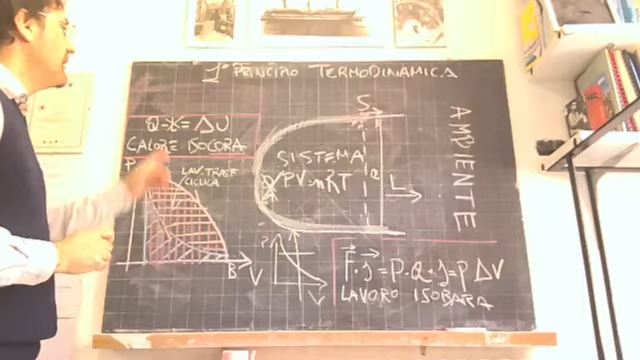 1° PRINCIPIO TERMODINAMICA
Q-L=ΔU
CALORE ISOCORA
P
LAV. TRASF
CICLICA
B
V
S
SISTEMA
PV=nRT
Q
L
AMBIENTE
P
V
F·s=P·Q·s=pΔV
LAVORO ISOBARA